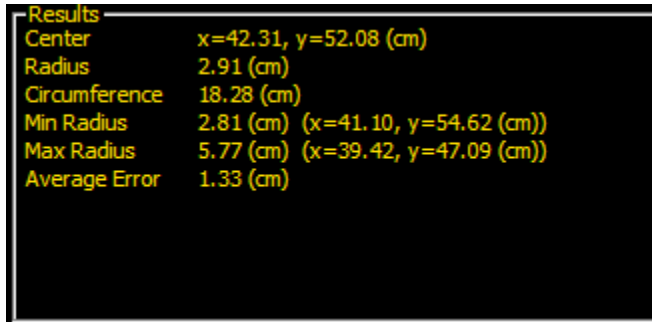 Results
Center x=42.31, y=52.08 (cm)
Radius 2.91 (cm)
Circumference 18.28 (cm)
Min Radius 2.81 (cm) (x=41.10, y=54.62 (cm))
Max Radius 5.77 (cm) (x=39.42, y=47.09 (cm))
Average Error 1.33 (cm)